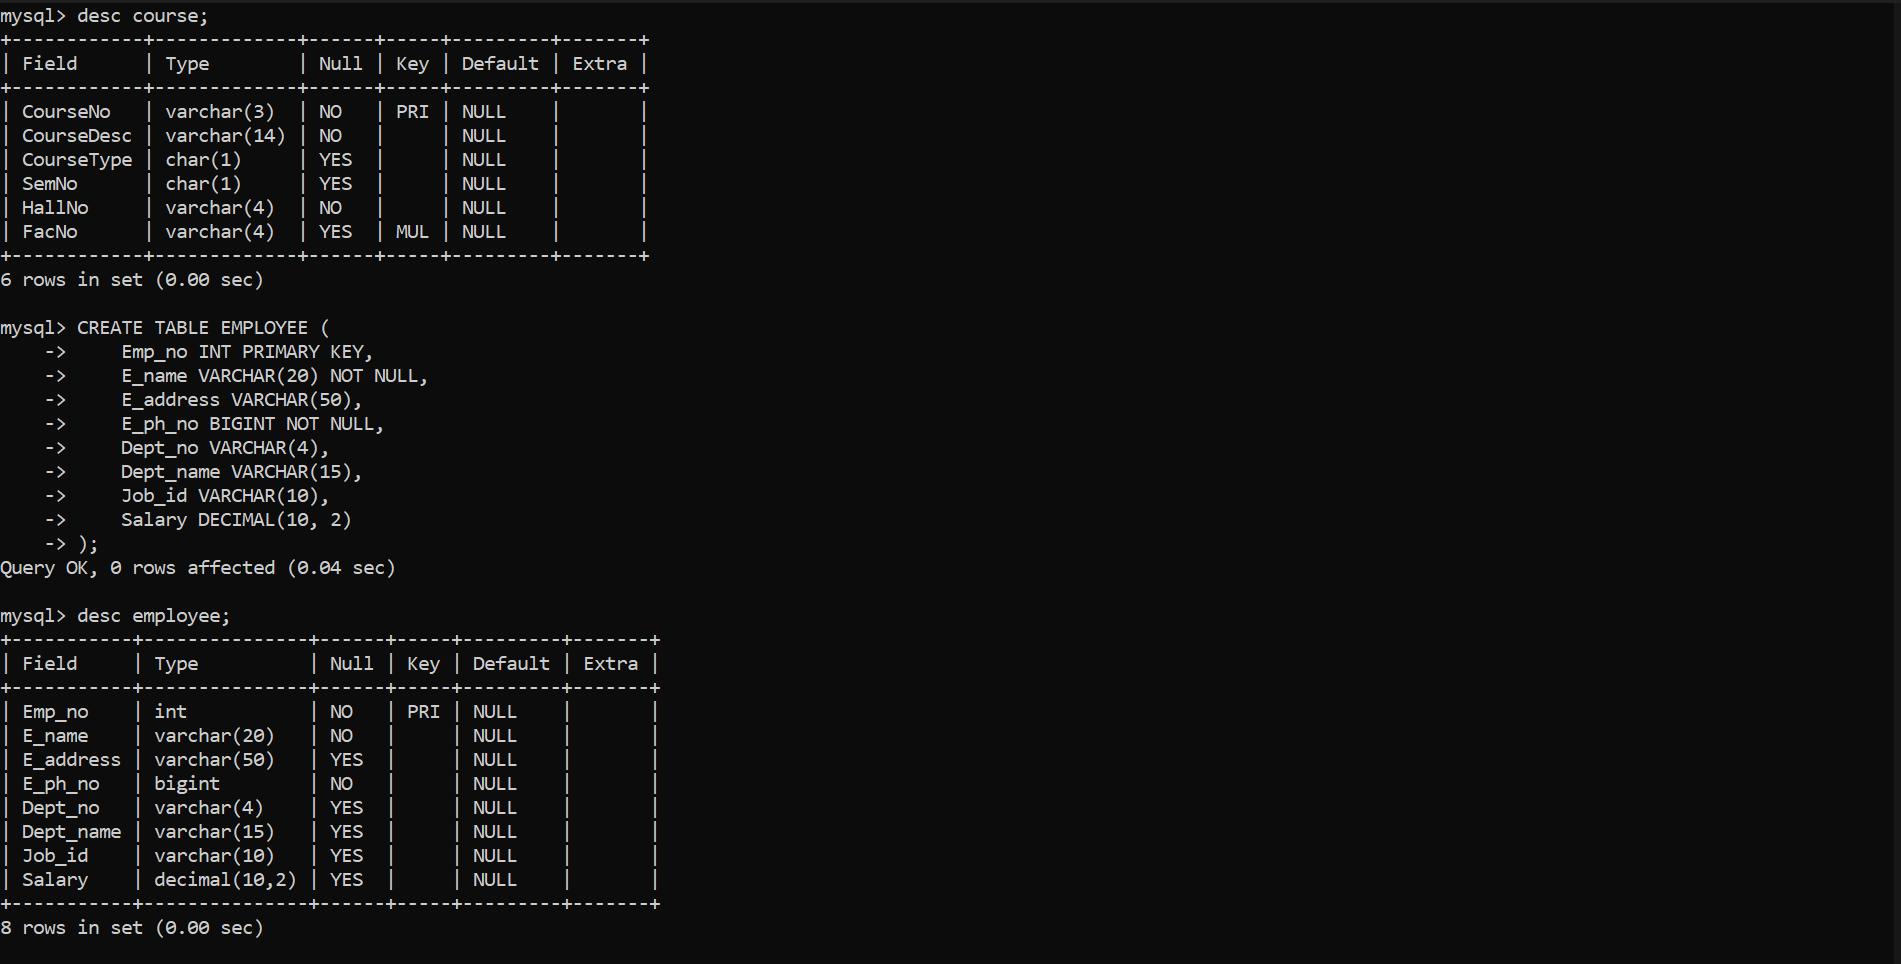 mysql> desc course;
+------------+-------------+------+-----+---------+-------+
| Field      | Type        | Null | Key | Default | Extra |
+------------+-------------+------+-----+---------+-------+
| CourseNo   | varchar(3)  | NO   | PRI | NULL    |       |
| CourseDesc | varchar(14) | NO   |     | NULL    |       |
| CourseType | char(1)     | YES  |     | NULL    |       |
| SemNo      | char(1)     | YES  |     | NULL    |       |
| HallNo     | varchar(4)  | NO   |     | NULL    |       |
| FacNo      | varchar(4)  | YES  | MUL | NULL    |       |
+------------+-------------+------+-----+---------+-------+
6 rows in set (0.00 sec)

mysql> CREATE TABLE EMPLOYEE (
    ->     Emp_no INT PRIMARY KEY,
    ->     E_name VARCHAR(20) NOT NULL,
    ->     E_address VARCHAR(50),
    ->     E_ph_no BIGINT NOT NULL,
    ->     Dept_no VARCHAR(4),
    ->     Dept_name VARCHAR(15),
    ->     Job_id VARCHAR(10),
    ->     Salary DECIMAL(10, 2)
    -> );
Query OK, 0 rows affected (0.04 sec)

mysql> desc employee;
+-----------+---------------+------+-----+---------+-------+
| Field     | Type          | Null | Key | Default | Extra |
+-----------+---------------+------+-----+---------+-------+
| Emp_no    | int           | NO   | PRI | NULL    |       |
| E_name    | varchar(20)   | NO   |     | NULL    |       |
| E_address | varchar(50)   | YES  |     | NULL    |       |
| E_ph_no   | bigint        | NO   |     | NULL    |       |
| Dept_no   | varchar(4)    | YES  |     | NULL    |       |
| Dept_name | varchar(15)   | YES  |     | NULL    |       |
| Job_id    | varchar(10)   | YES  |     | NULL    |       |
| Salary    | decimal(10,2) | YES  |     | NULL    |       |
+-----------+---------------+------+-----+---------+-------+
8 rows in set (0.00 sec)